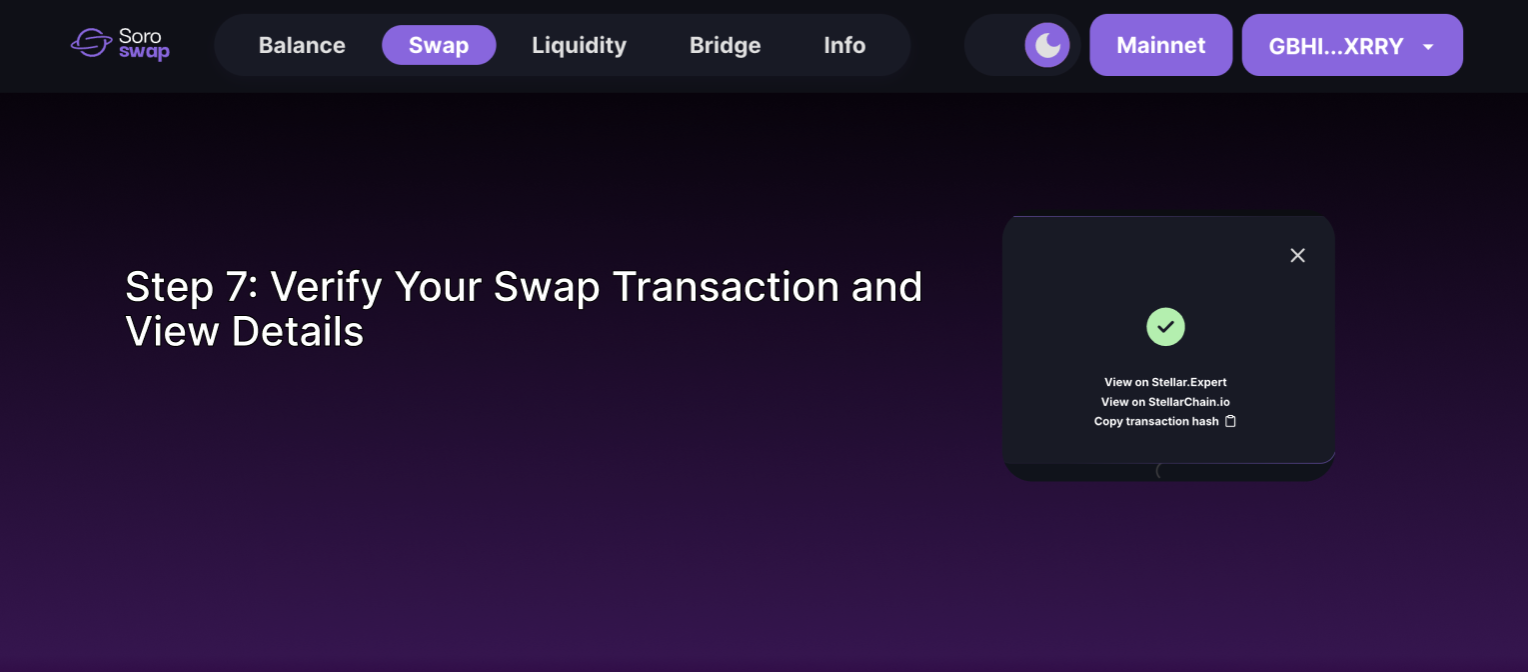 Soro
swap
Balance
Swap
Liquidity
Bridge
Info
Mainnet
GBHI...XRRY
Step 7: Verify Your Swap Transaction and
View Details
View on Stellar.Expert
View on StellarChain.io
Copy transaction hash